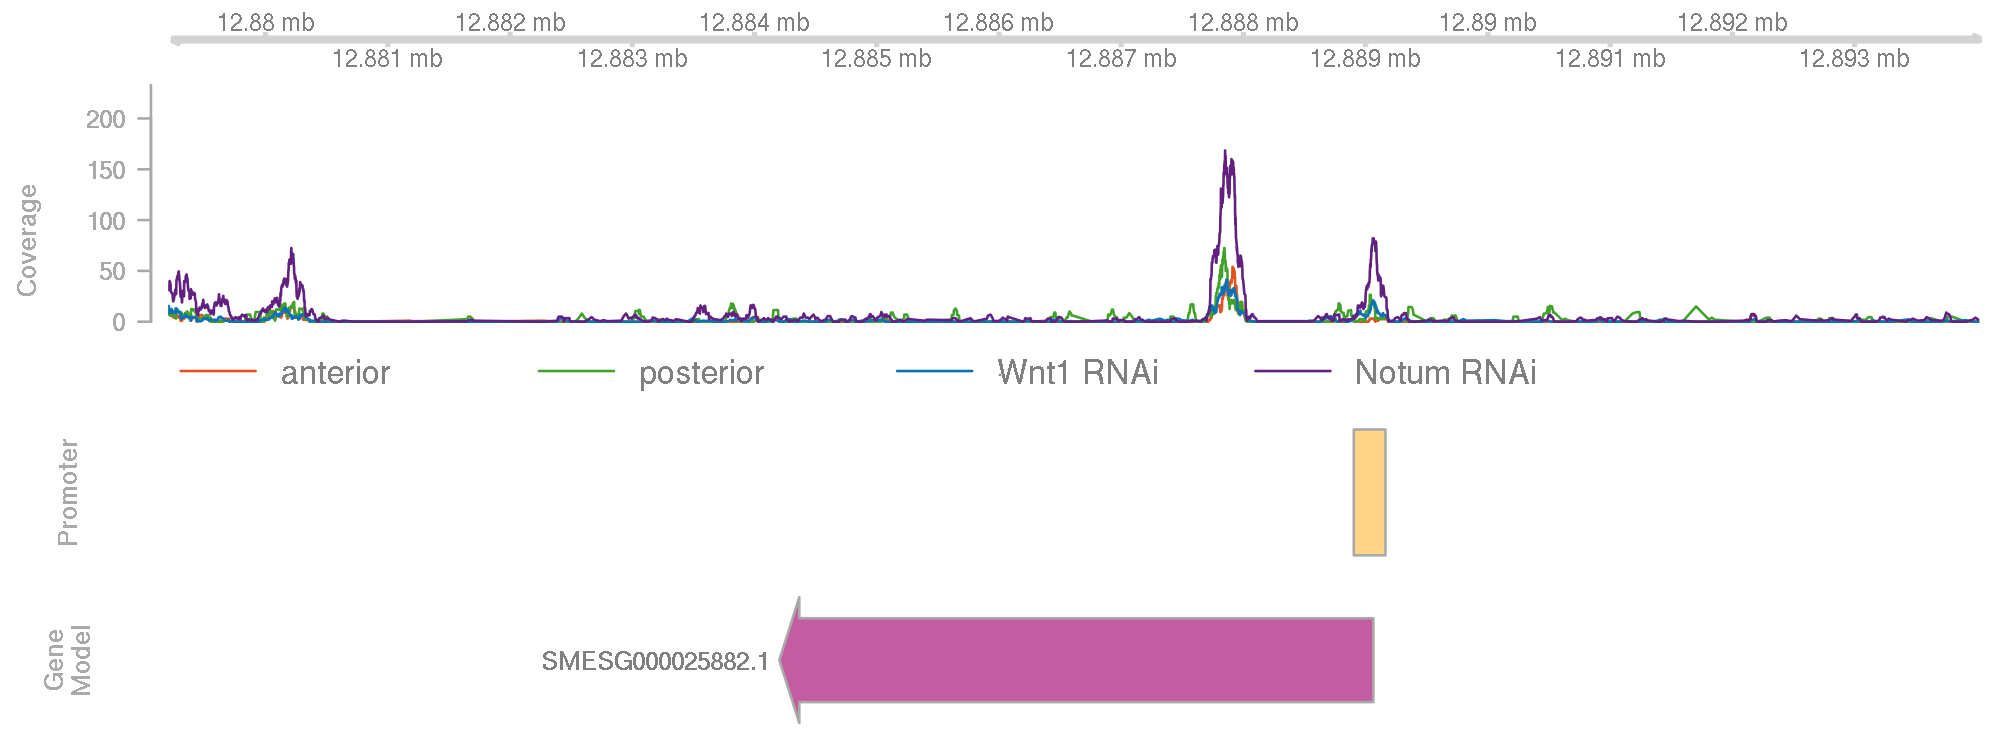 12.88 mb 12.882 mb 12.884 mb 12.886 mb 12.888 mb 12.89 mb 12.892 mb
12.881 mb 12.883 mb 12.885 mb 12.887 mb 12.889 mb 12.891 mb 12.893 mb
Coverage
200
150
100
50
0
anterior posterior Wnt1 RNAi Notum RNAi
Promoter
Gene
Model
SMESG000025882.1